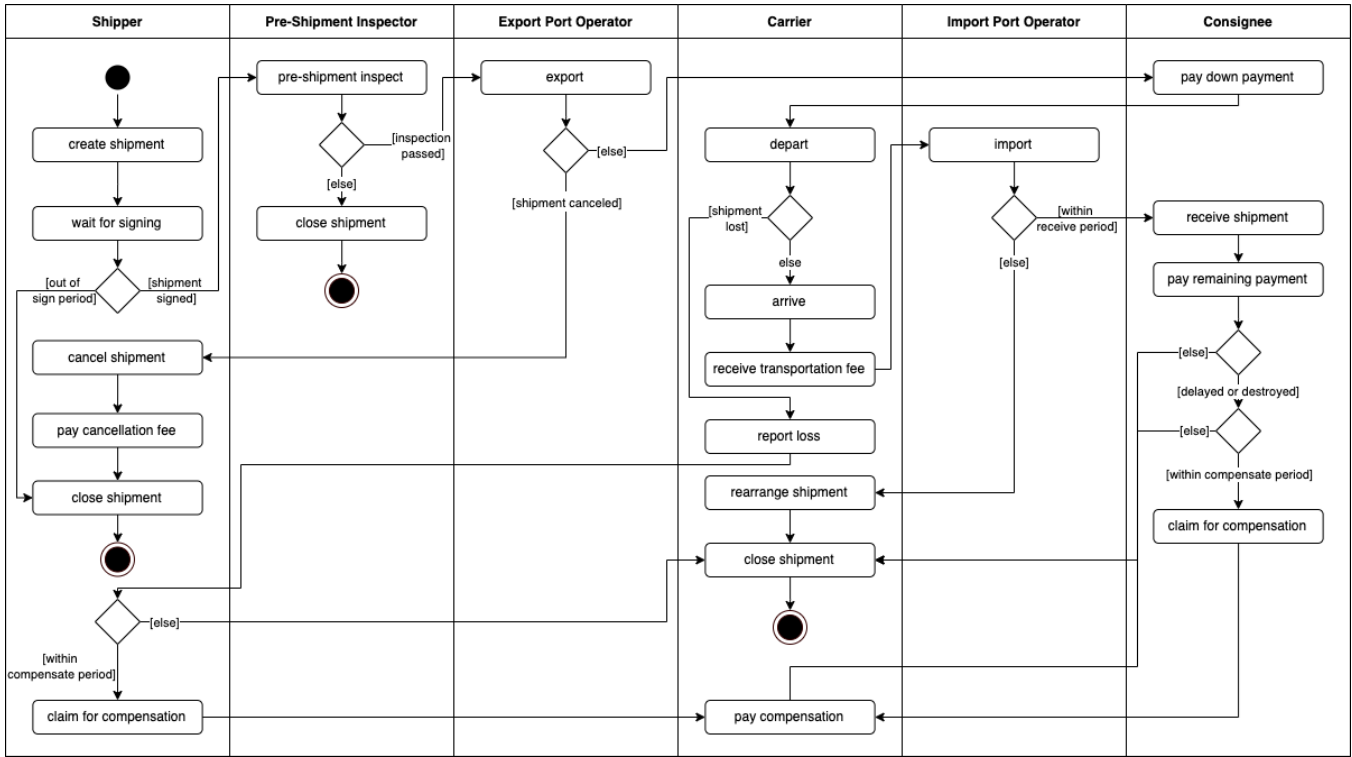 Shipper
Pre-Shipment Inspector
Export Port Operator
Carrier
Import Port Operator
Consignee
create shipment
wait for signing
[out of
sign period]
[shipment
signed]
cancel shipment
pay cancellation fee
close shipment
[else]
[within
compensate period]
claim for compensation
pre-shipment inspect
[inspection
passed]
[else]
close shipment
export
[else]
[shipment canceled]
depart
[shipment
lost]
else
arrive
receive transportation fee
report loss
rearrange shipment
close shipment
pay compensation
import
[within
receive period]
[else]
pay down payment
receive shipment
pay remaining payment
[else]
[delayed or destroyed]
[else]
[within compensate period]
claim for compensation